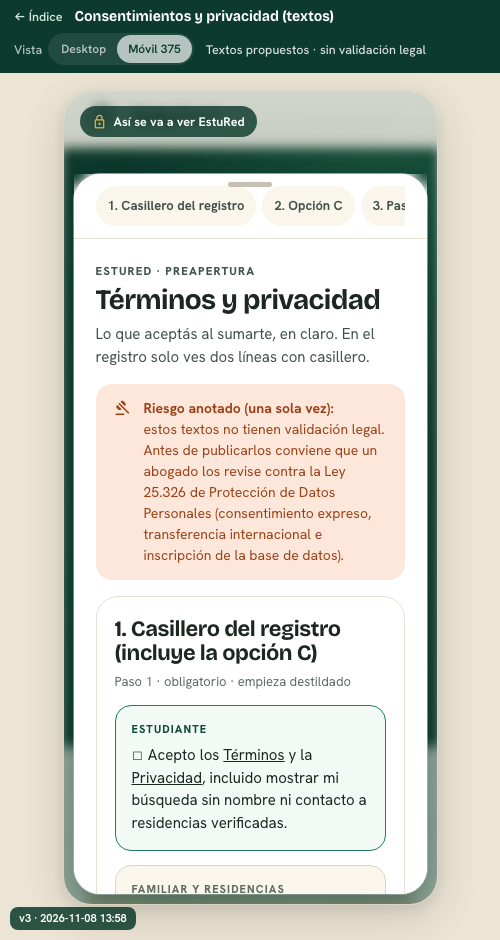 ← Índice Consentimientos y privacidad (textos)
Vista Desktop Móvil 375 Textos propuestos · sin validación legal
Así se va a ver EstuRed
1. Casillero del registro 2. Opción C 3. Pas
ESTURED · PREAPERTURA
Términos y privacidad
Lo que aceptás al sumarte, en claro. En el
registro solo ves dos líneas con casillero.
Riesgo anotado (una sola vez):
estos textos no tienen validación legal.
Antes de publicarlos conviene que un
abogado los revise contra la Ley
25.326 de Protección de Datos
Personales (consentimiento expreso,
transferencia internacional e
inscripción de la base de datos).
1. Casillero del registro
(incluye la opción C)
Paso 1 · obligatorio · empieza destildado
ESTUDIANTE
☐ Acepto los Términos y la
Privacidad, incluido mostrar mi
búsqueda sin nombre ni contacto a
residencias verificadas.
FAMILIAR Y RESIDENCIAS
v3 · 2026-11-08 13:58